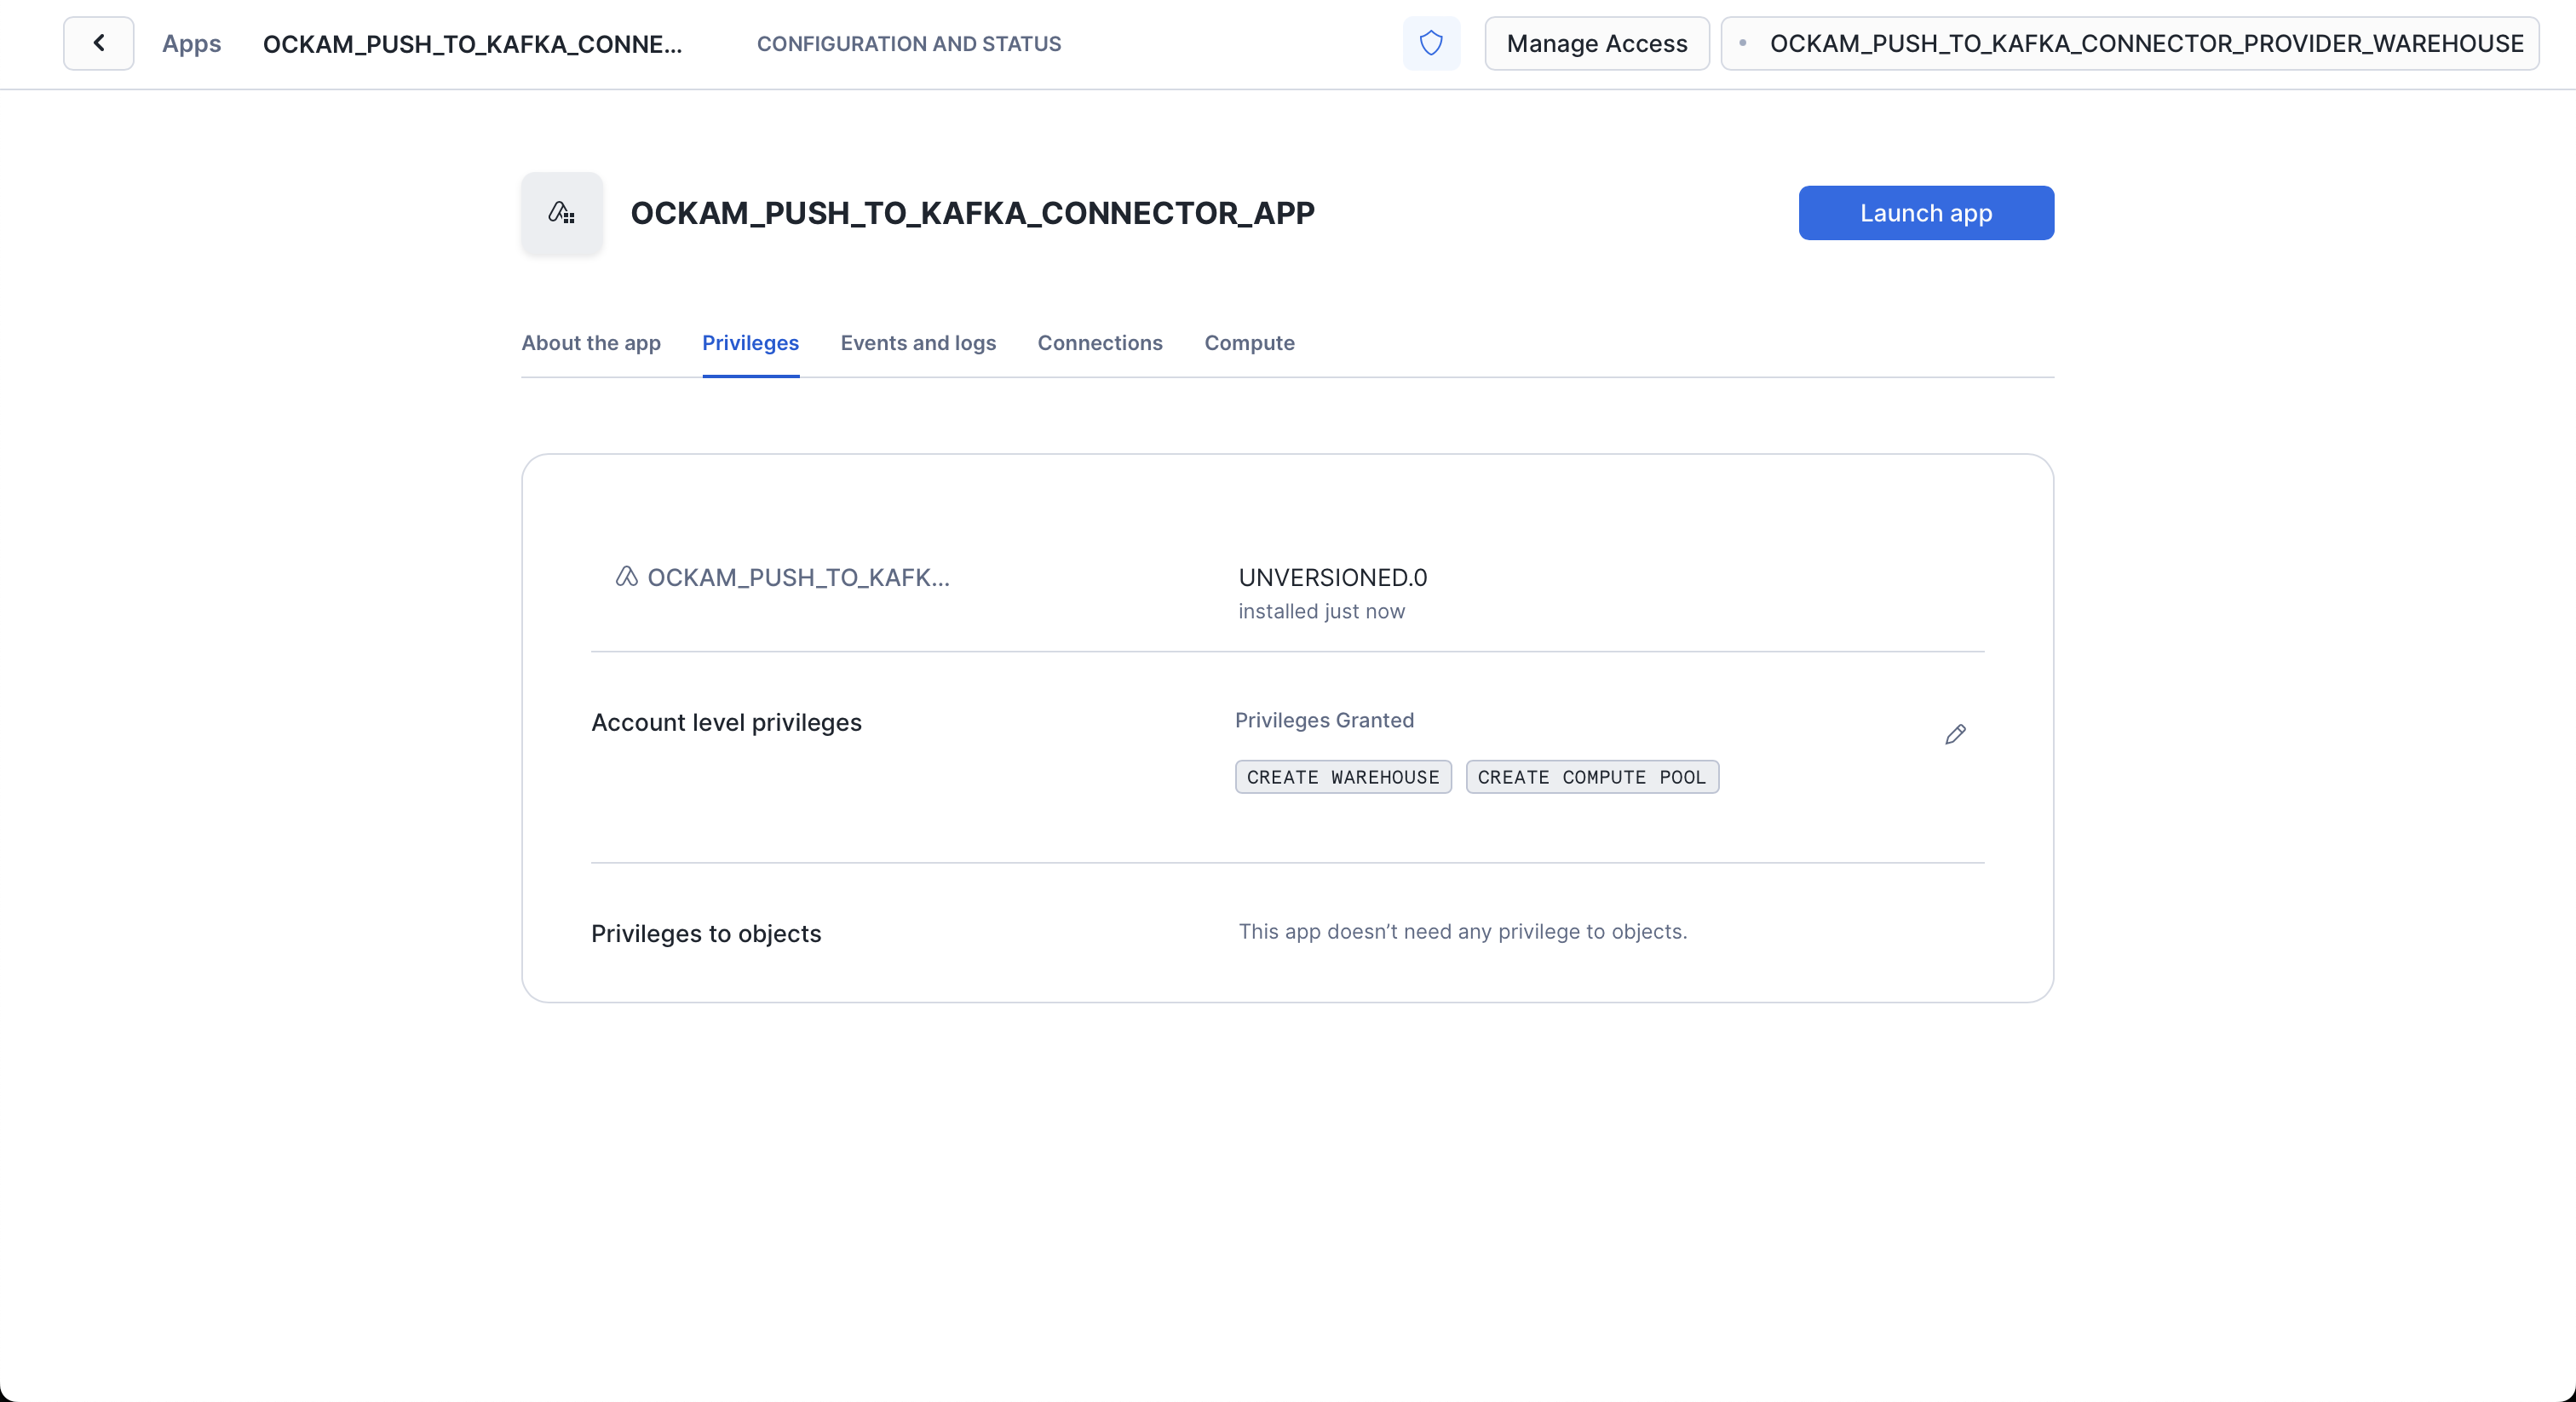 Apps OCKAM_PUSH_TO_KAFKA_CONNE... CONFIGURATION AND STATUS Manage Access OCKAM_PUSH_TO_KAFKA_CONNECTOR_PROVIDER_WAREHOUSE
OCKAM_PUSH_TO_KAFKA_CONNECTOR_APP Launch app
About the app Privileges Events and logs Connections Compute
OCKAM_PUSH_TO_KAFK... UNVERSIONED.0
installed just now
Account level privileges Privileges Granted
CREATE WAREHOUSE CREATE COMPUTE POOL
Privileges to objects This app doesn’t need any privilege to objects.